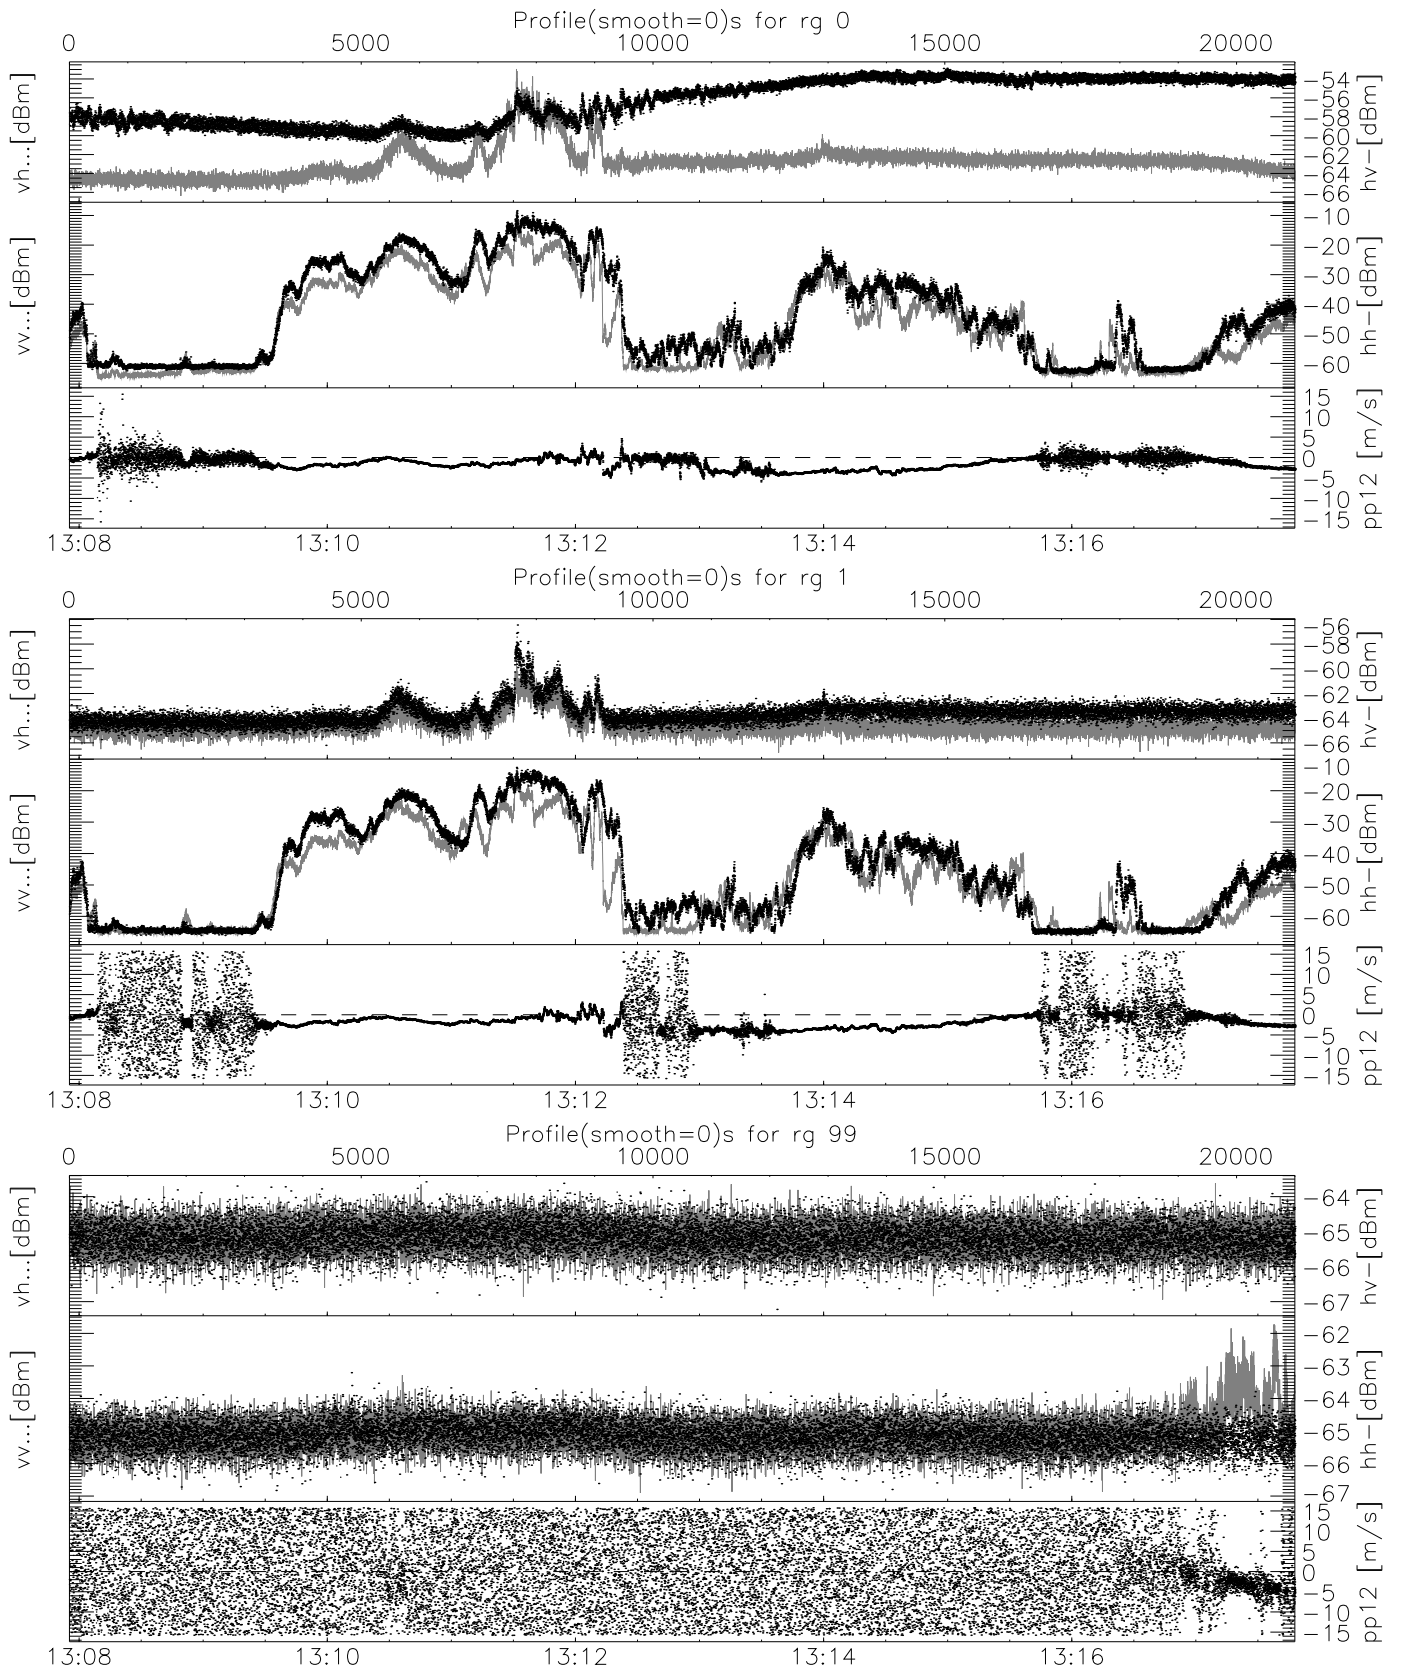 Profile(smooth=0)s for rg 0
0 5000 10000 15000 20000
vh...[dBm]
-54
-56
-58
-60
-62
-64
-66
hv-[dBm]
vv...[dBm]
-10
-20
-30
-40
-50
-60
hh-[dBm]
15
10
5
0
-5
-10
-15
pp12 [m/s]
13:08 13:10 13:12 13:14 13:16
Profile(smooth=0)s for rg 1
0 5000 10000 15000 20000
vh...[dBm]
-56
-58
-60
-62
-64
-66
hv-[dBm]
vv...[dBm]
-10
-20
-30
-40
-50
-60
hh-[dBm]
15
10
5
0
-5
-10
-15
pp12 [m/s]
13:08 13:10 13:12 13:14 13:16
Profile(smooth=0)s for rg 99
0 5000 10000 15000 20000
vh...[dBm]
-64
-65
-66
-67
hv-[dBm]
vv...[dBm]
-62
-63
-64
-65
-66
-67
hh-[dBm]
15
10
5
0
-5
-10
-15
pp12 [m/s]
13:08 13:10 13:12 13:14 13:16